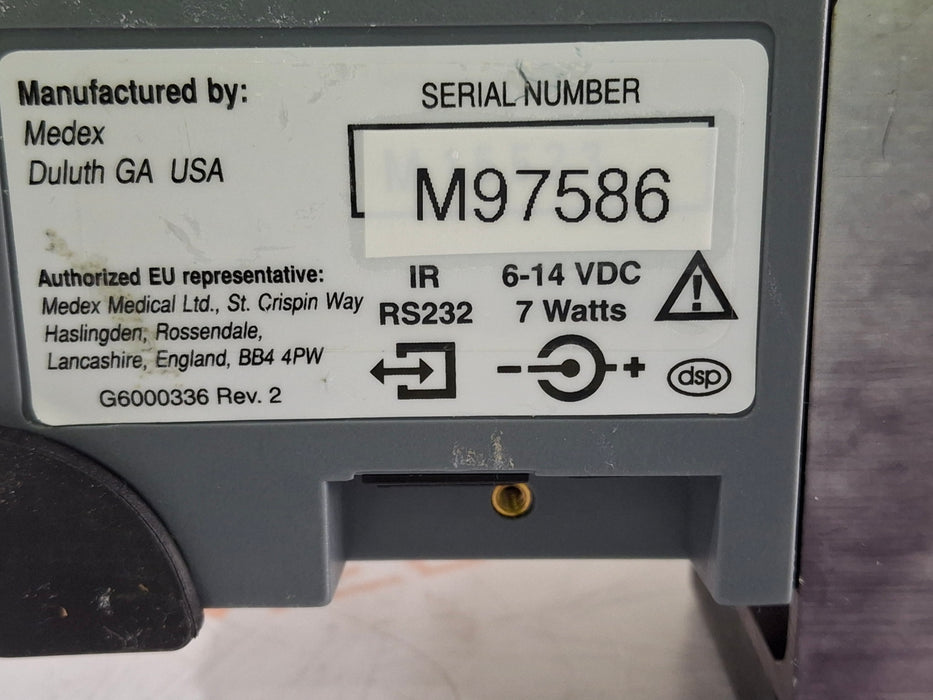 Manufactured by:
Medex
Duluth GA USA
SERIAL NUMBER
M97586
Authorized EU representative:
Medex Medical Ltd., St. Crispin Way
Haslingden, Rossendale,
Lancashire, England, BB4 4PW
G6000336 Rev. 2
IR
RS232
6-14 VDC
7 Watts
dsp